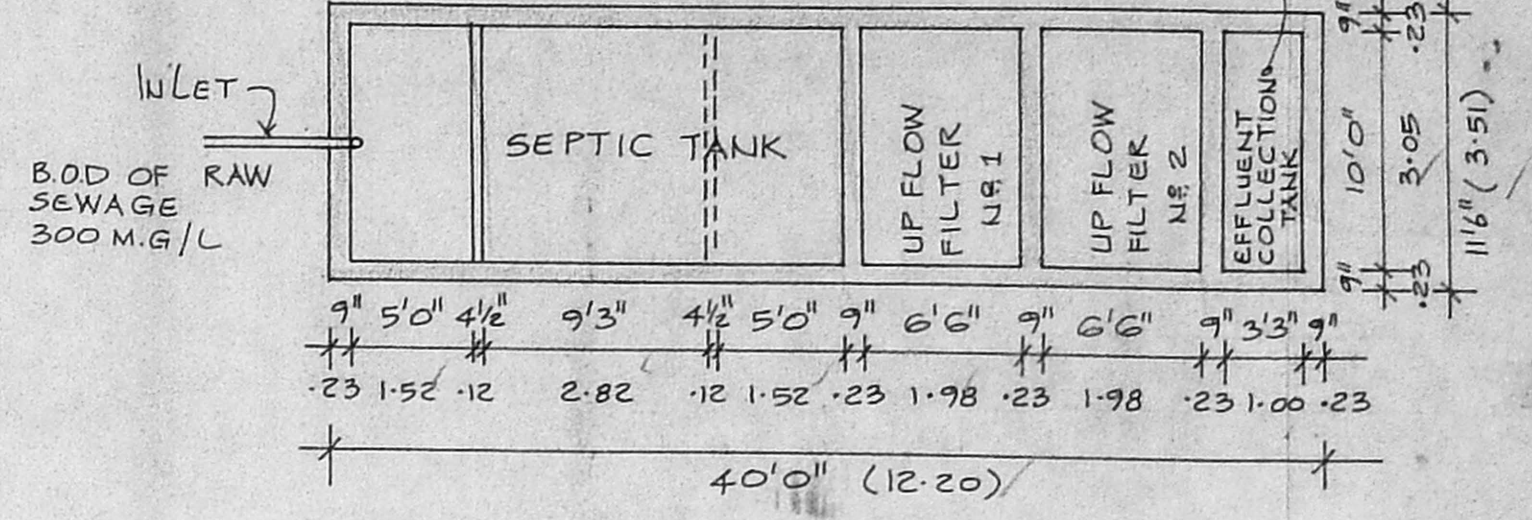 INLET
B.O.D OF RAW
SEWAGE
300 M.G/L
SEPTIC TANK
UP FLOW
FILTER
Nº 1
UP FLOW
FILTER
Nº 2
EFFLUENT
COLLECTION
TANK
9" 5'0" 4½" 9'3" 4½" 5'0" 9" 6'6" 9" 6'6" 9" 3'3" 9"
.23 1.52 .12 2.82 .12 1.52 .23 1.98 .23 1.98 .23 1.00 .23
40'0" (12.20)
9" 10'0" 9"
.23 3.05 .23
11'6" (3.51)